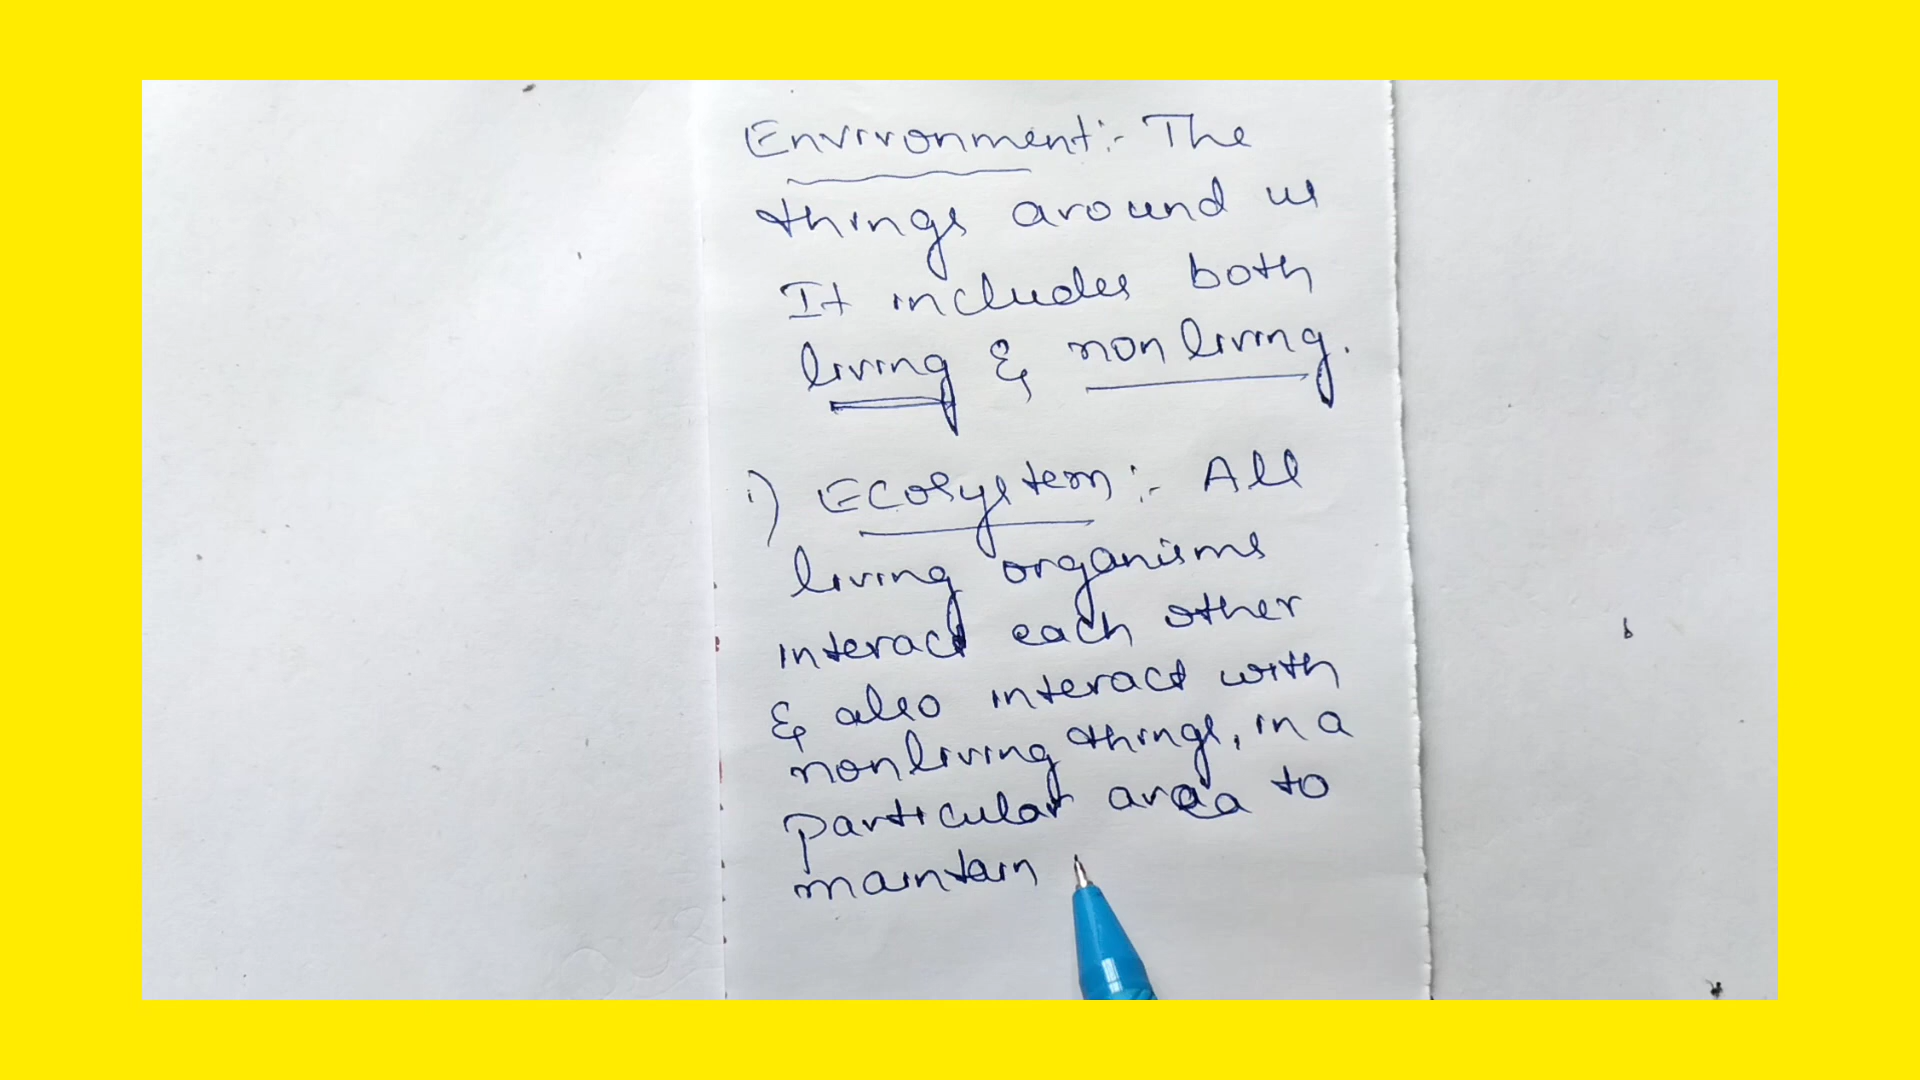 Environment:- The
things around us
It includes both
living & non living.
i) Ecosystem:- All
living organisms
interact each other
& also interact with
nonliving things, in a
particular area to
maintain